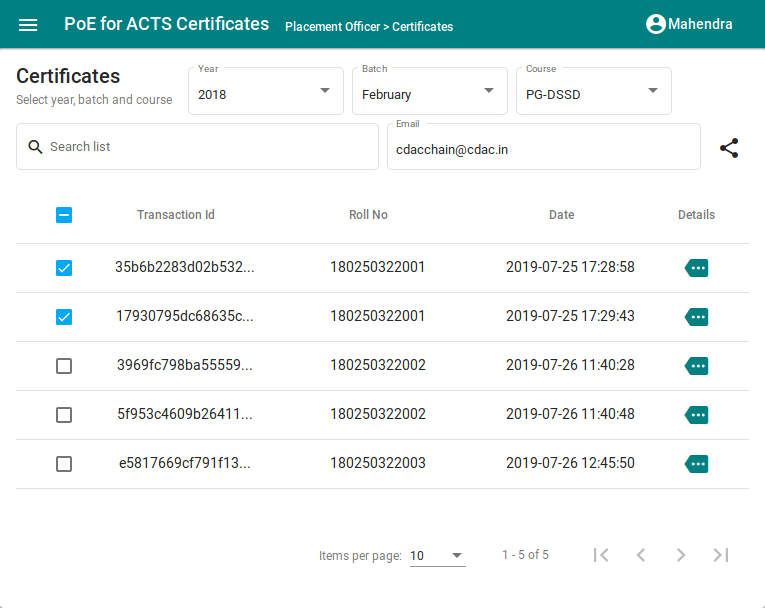 PoE for ACTS Certificates Placement Officer > Certificates Mahendra
Certificates
Select year, batch and course
Year
2018
Batch
February
Course
PG-DSSD
Search list
Email
cdacchain@cdac.in
Transaction Id Roll No Date Details
35b6b2283d02b532... 180250322001 2019-07-25 17:28:58
17930795dc68635c... 180250322001 2019-07-25 17:29:43
3969fc798ba55559... 180250322002 2019-07-26 11:40:28
5f953c4609b26411... 180250322002 2019-07-26 11:40:48
e5817669cf791f13... 180250322003 2019-07-26 12:45:50
Items per page: 10 1 - 5 of 5